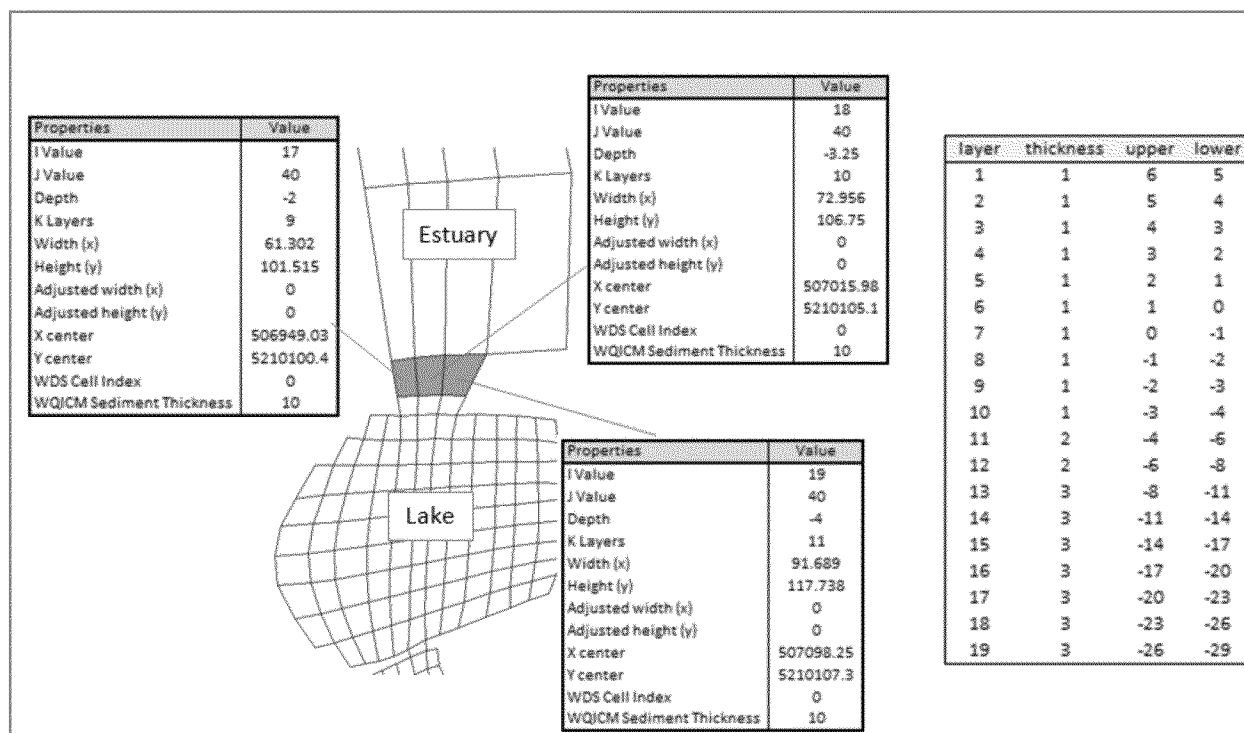 Properties Value
I Value 17
J Value 40
Depth -2
K Layers 9
Width (x) 61.302
Height (y) 101.515
Adjusted width (x) 0
Adjusted height (y) 0
X center 506949.03
Y center 5210100.4
WDS Cell Index 0
WQICM Sediment Thickness 10
Estuary
Lake
Properties Value
I Value 18
J Value 40
Depth -3.25
K Layers 10
Width (x) 72.956
Height (y) 106.75
Adjusted width (x) 0
Adjusted height (y) 0
X center 507015.98
Y center 5210105.1
WDS Cell Index 0
WQICM Sediment Thickness 10
Properties Value
I Value 19
J Value 40
Depth -4
K Layers 11
Width (x) 91.689
Height (y) 117.738
Adjusted width (x) 0
Adjusted height (y) 0
X center 507098.25
Y center 5210107.3
WDS Cell Index 0
WQICM Sediment Thickness 10
layer thickness upper lower
1 1 6 5
2 1 5 4
3 1 4 3
4 1 3 2
5 1 2 1
6 1 1 0
7 1 0 -1
8 1 -1 -2
9 1 -2 -3
10 1 -3 -4
11 2 -4 -6
12 2 -6 -8
13 3 -8 -11
14 3 -11 -14
15 3 -14 -17
16 3 -17 -20
17 3 -20 -23
18 3 -23 -26
19 3 -26 -29